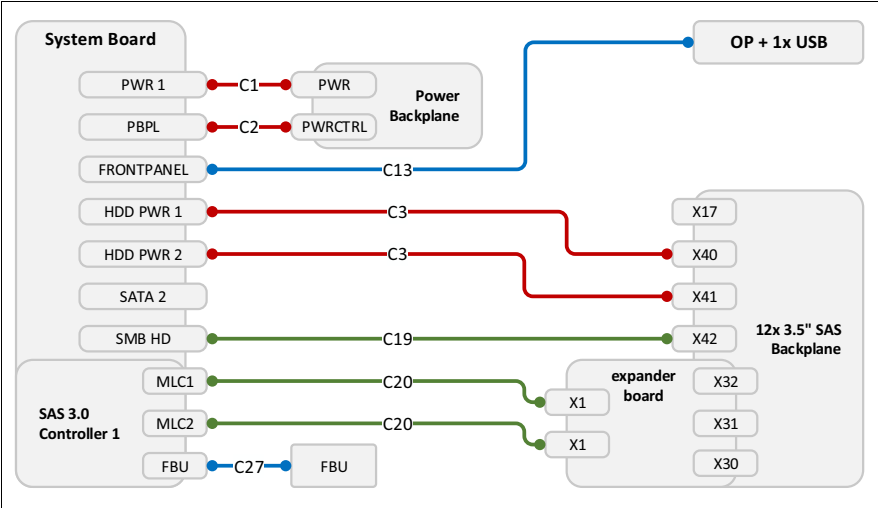 System Board
OP + 1x USB
PWR 1
C1
PWR
Power
Backplane
PBPL
C2
PWRCTRL
FRONTPANEL
C13
HDD PWR 1
C3
X17
HDD PWR 2
C3
X40
SATA 2
X41
SMB HD
C19
X42
12x 3.5" SAS
Backplane
MLC1
C20
X1
expander
board
X32
SAS 3.0
Controller 1
MLC2
C20
X1
X31
FBU
C27
FBU
X30